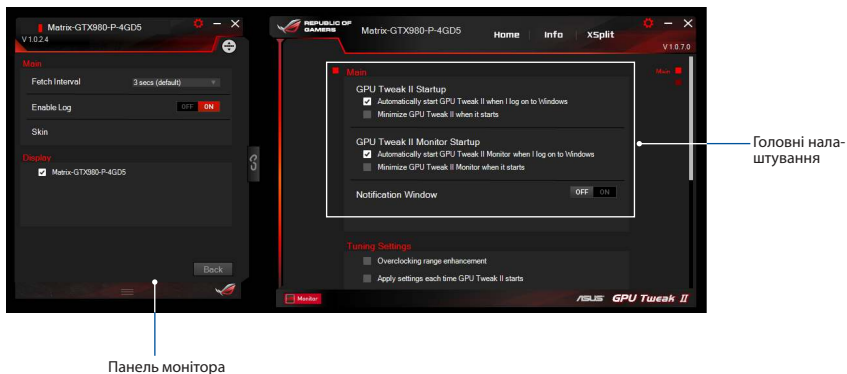 Matrix-GTX980-P-4GD5
V 1.0.2.4
Main
Fetch Interval 3 secs (default)
Enable Log OFF ON
Skin
Display
Matrix-GTX980-P-4GD5
Back
REPUBLIC OF
GAMERS
Matrix-GTX980-P-4GD5
Home Info XSplit
V 1.0.7.0
Main
Main
GPU Tweak II Startup
Automatically start GPU Tweak II when I log on to Windows
Minimize GPU Tweak II when it starts
GPU Tweak II Monitor Startup
Automatically start GPU Tweak II Monitor when I log on to Windows
Minimize GPU Tweak II Monitor when it starts
Notification Window OFF ON
Tuning Settings
Overclocking range enhancement
Apply settings each time GPU Tweak II starts
Monitor
ASUS GPU Tweak II
Головні нала-
штування
Панель монітора